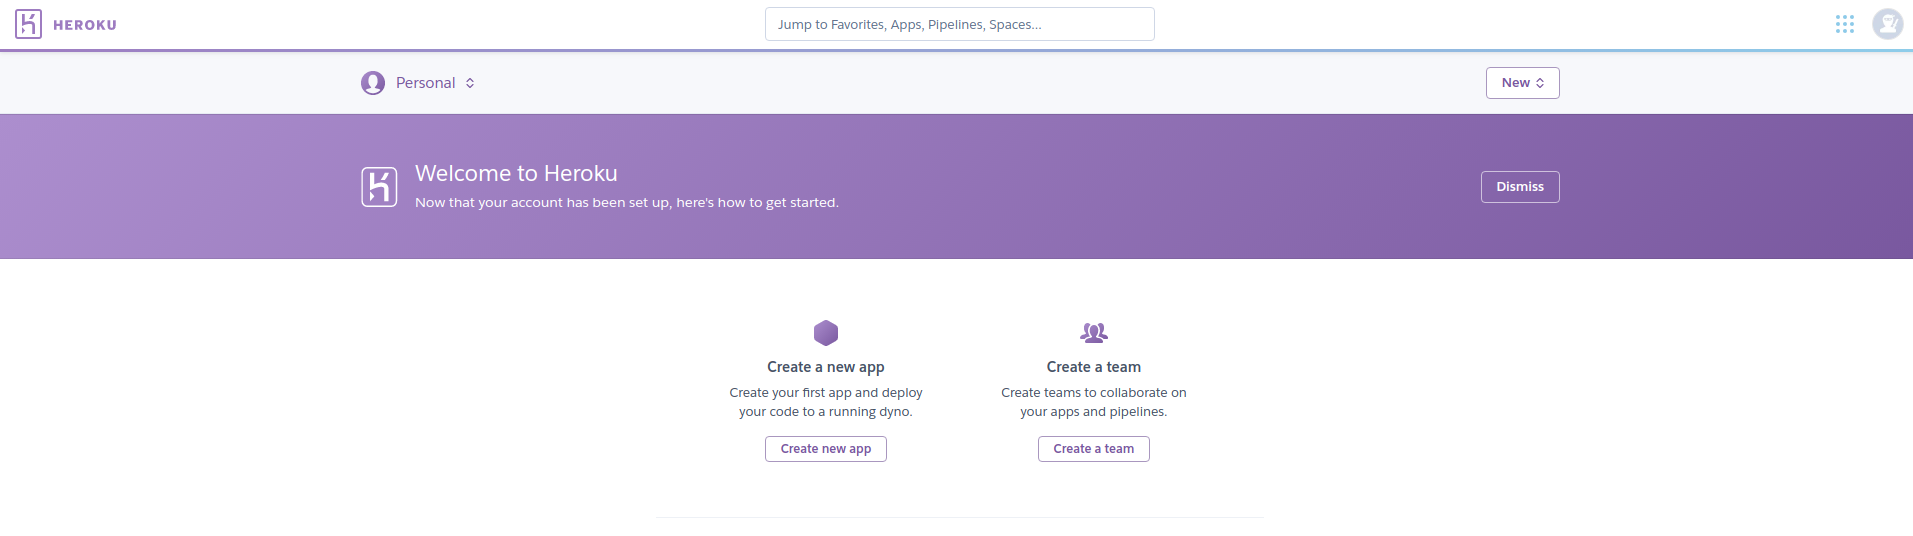 HEROKU
Jump to Favorites, Apps, Pipelines, Spaces...
Personal
New
Welcome to Heroku
Now that your account has been set up, here's how to get started.
Dismiss
Create a new app
Create your first app and deploy
your code to a running dyno.
Create new app
Create a team
Create teams to collaborate on
your apps and pipelines.
Create a team